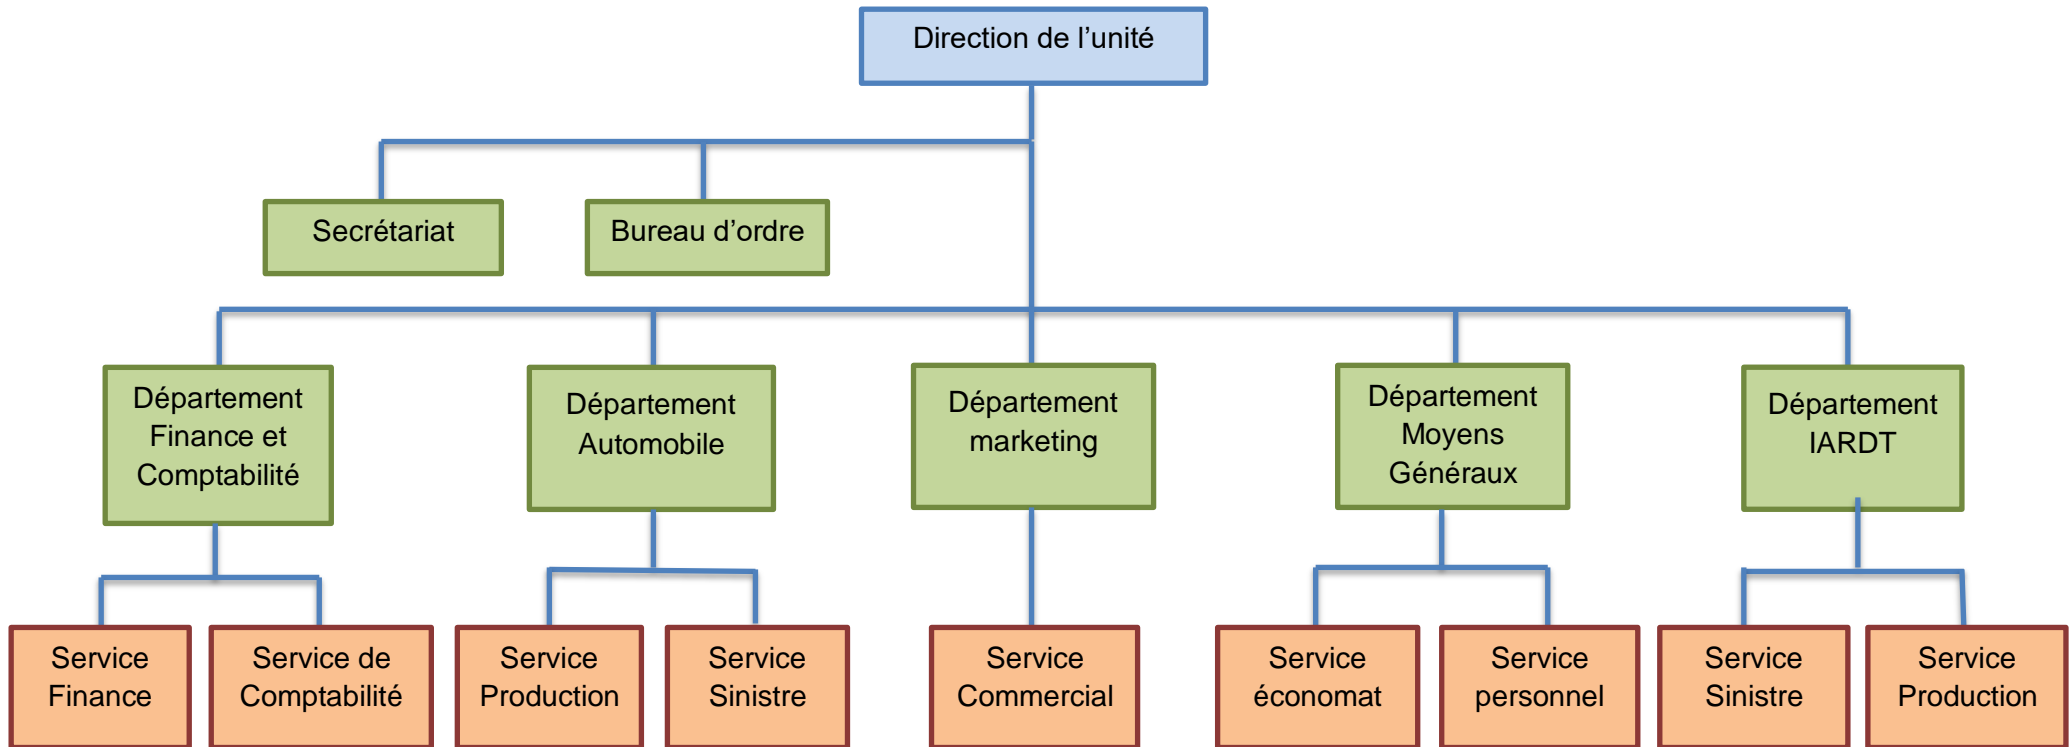 Direction de l’unité
Secrétariat
Bureau d’ordre
Département
Finance et
Comptabilité
Département
Automobile
Département
marketing
Département
Moyens
Généraux
Département
IARDT
Service
Finance
Service de
Comptabilité
Service
Production
Service
Sinistre
Service
Commercial
Service
économat
Service
personnel
Service
Sinistre
Service
Production